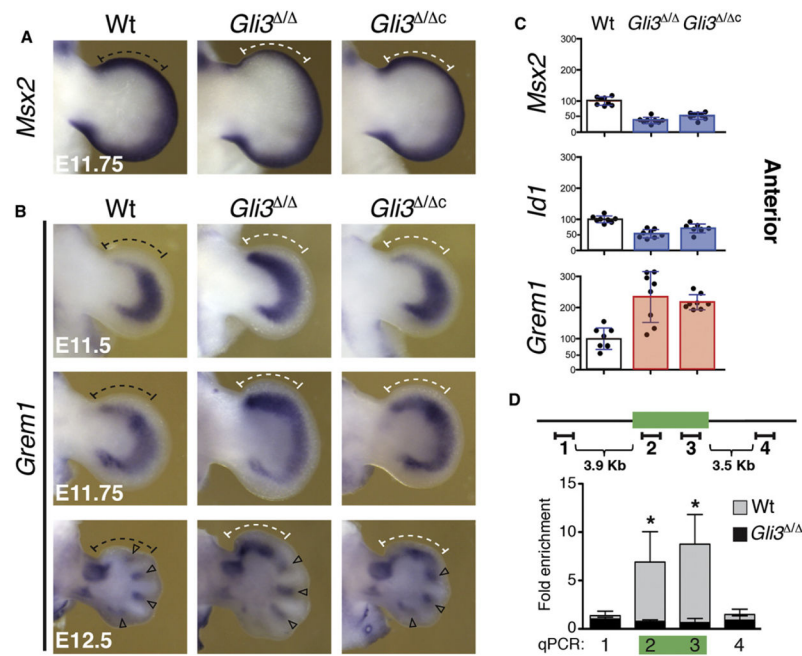 A
Wt
Gli3Δ/Δ
Gli3Δ/Δc
Msx2
E11.75
B
Wt
Gli3Δ/Δ
Gli3Δ/Δc
Grem1
E11.5
E11.75
E12.5
C
Wt Gli3Δ/Δ Gli3Δ/Δc
Msx2
300
200
100
50
0
Id1
300
200
100
50
0
Grem1
300
200
100
50
0
Anterior
D
1 2 3 4
3.9 Kb 3.5 Kb
Fold enrichment
15
10
5
0
* *
Wt
Gli3Δ/Δ
qPCR: 1 2 3 4